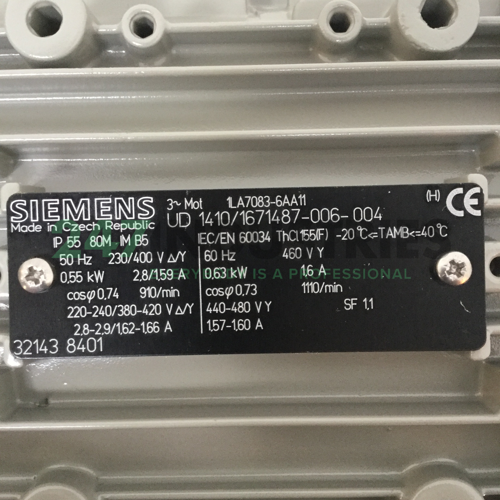 SIEMENS
Made in Czech Republic
3~ Mot 1LA7083-6AA11 (H) CE
UD 1410/1671487-006-004
IP 55 80M IM B5 IEC/EN 60034 Th.Cl.155(F) -20°C<=TAMB<=40°C
50 Hz 230/400 V Δ/Y 60 Hz 460 V Y
0,55 kW 2.8/1.59 A 0.63 kW 1.6 A
cosφ 0,74 910/min cosφ 0,73 1110/min
220-240/380-420 V Δ/Y 440-480 V Y SF 1,1
2.8-2.9/1.62-1.66 A 1.57-1.60 A
32143 8401